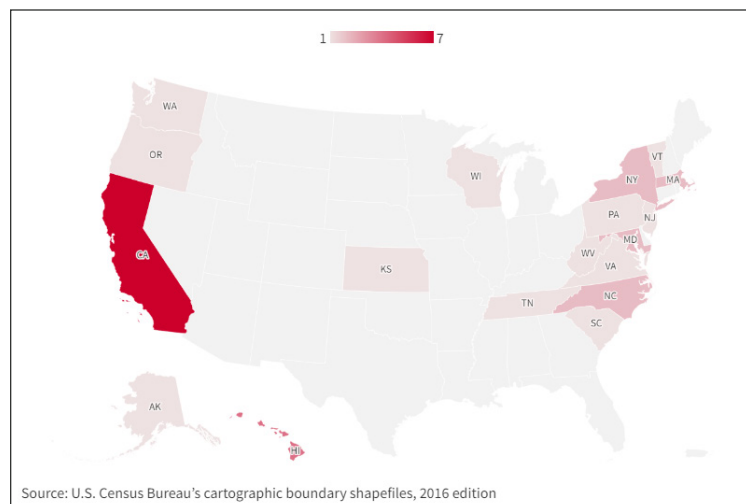 1 7
WA
OR
CA
AK
HI
KS
WI
TN
NY
VT
MA
PA
NJ
MD
WV
VA
NC
SC
Source: U.S. Census Bureau’s cartographic boundary shapefiles, 2016 edition